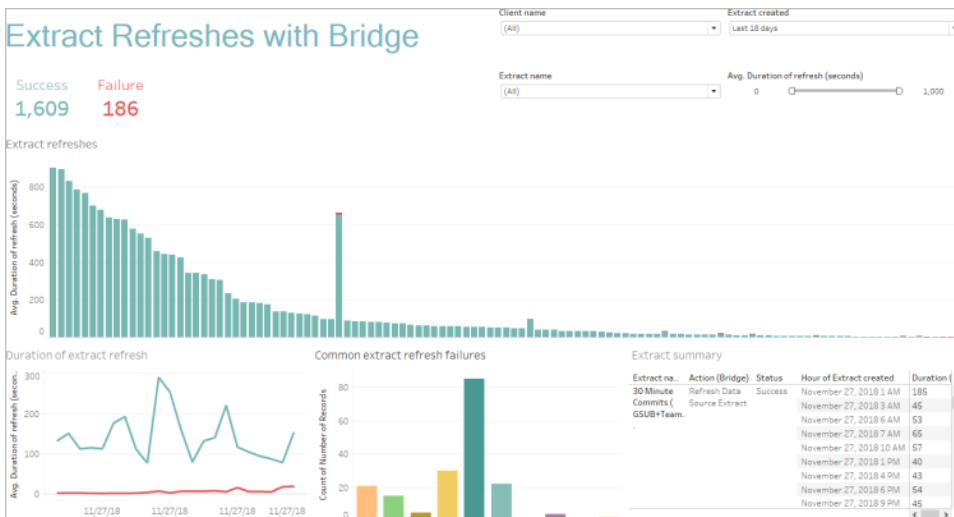 Extract Refreshes with Bridge
Client name
(All)
Extract created
Last 18 days
Extract name
(All)
Avg. Duration of refresh (seconds)
0
1,000
Success
Failure
1,609
186
Extract refreshes
Avg. Duration of refresh (seconds)
800
600
400
200
0
Duration of extract refresh
Avg. Duration of refresh (secon..
300
200
100
0
11/27/18
11/27/18
11/27/18
11/27/18
Common extract refresh failures
Count of Number of Records
80
60
40
20
0
Extract summary
Extract na.. Action (Bridge) Status Hour of Extract created Duration (
30 Minute Refresh Data Success November 27, 2018 1 AM 185
Commits ( Source Extract November 27, 2018 3 AM 45
GSUB+Team. November 27, 2018 6 AM 53
. November 27, 2018 7 AM 65
November 27, 2018 10 AM 57
November 27, 2018 1 PM 40
November 27, 2018 4 PM 43
November 27, 2018 6 PM 54
November 27, 2018 9 PM 45